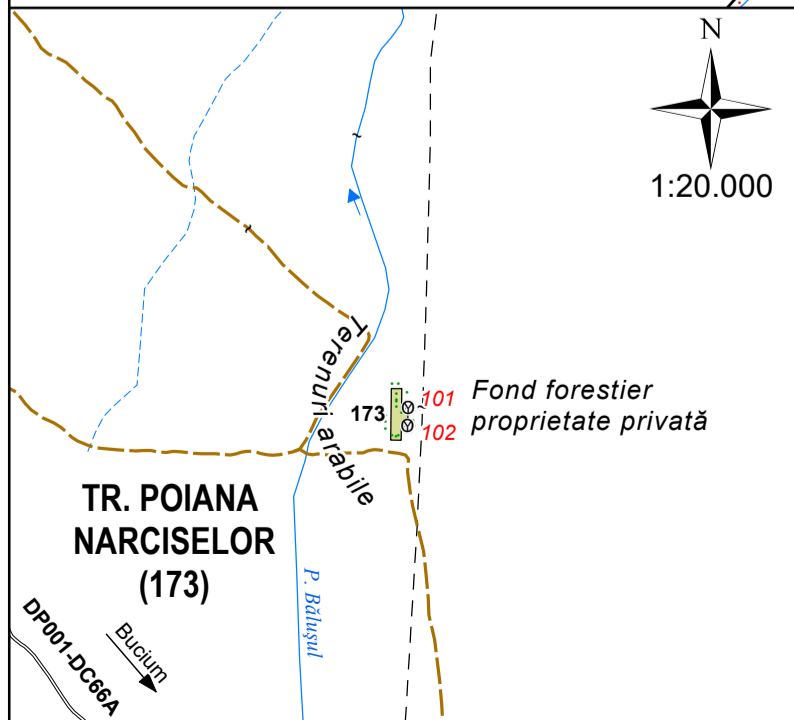 N
1:20.000
Terenuri arabile
173
101
102
Fond forestier
proprietate privată
TR. POIANA
NARCISELOR
(173)
P. Bălușul
DP001-DC66A
Bucium